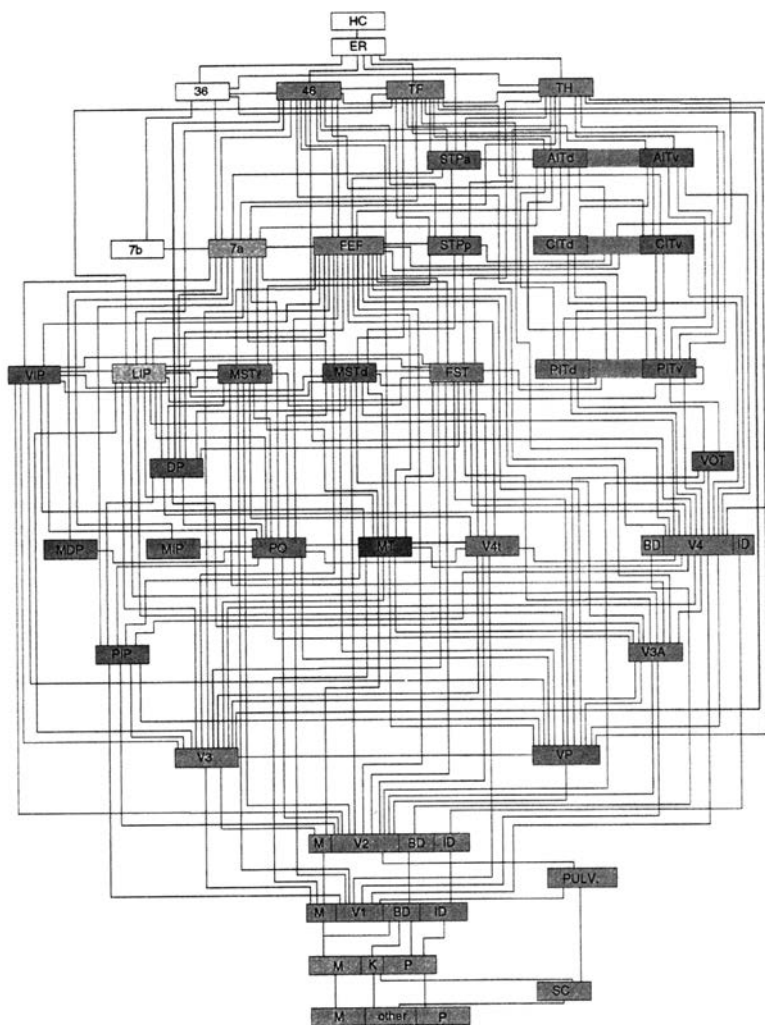 HC
ER
36 46 TF TH
STPa AITd AITv
7b 7a FEF STPp CITd CITv
VIP LIP MSTl MSTd FST PITd PITv
DP VOT
MDP MIP PO MT V4t BD V4 ID
PIP V3A
V3 VP
M V2 BD ID
PULV.
M V1 BD ID
M K P
SC
M other P